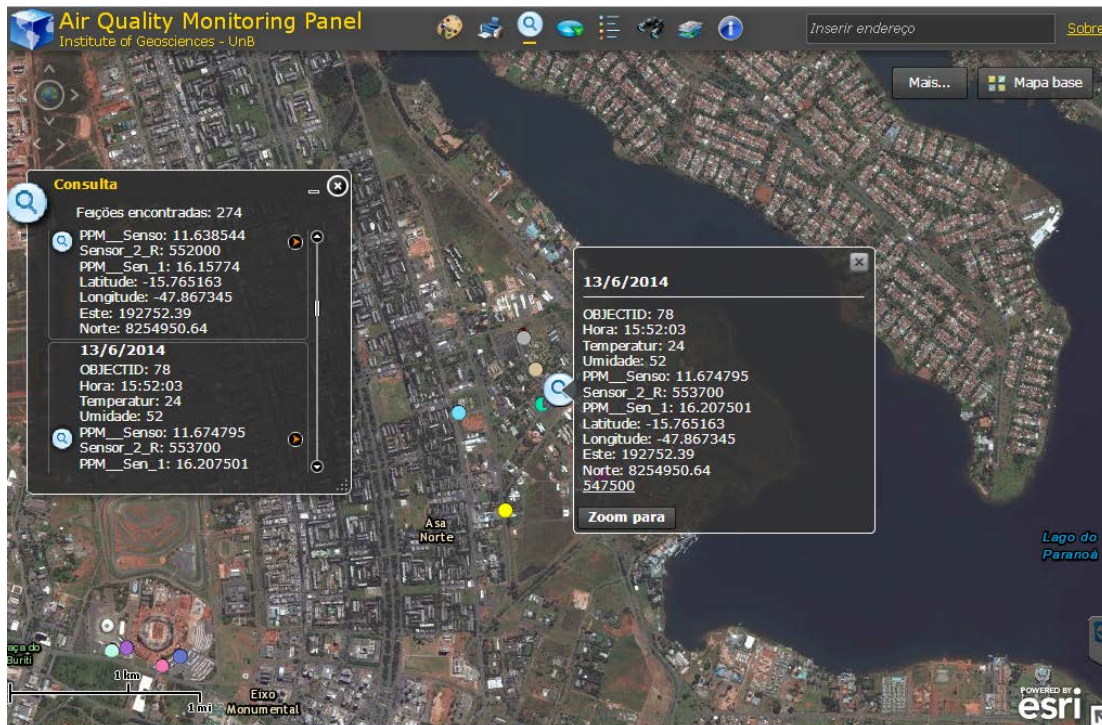 Air Quality Monitoring Panel
Institute of Geosciences - UnB
Inserir endereço
Sobre
Mais...
Mapa base
Consulta
Feições encontradas: 274
PPM__Senso: 11.638544
Sensor_2_R: 552000
PPM__Sen_1: 16.15774
Latitude: -15.765163
Longitude: -47.867345
Este: 192752.39
Norte: 8254950.64
13/6/2014
OBJECTID: 78
Hora: 15:52:03
Temperatur: 24
Umidade: 52
PPM__Senso: 11.674795
Sensor_2_R: 553700
PPM__Sen_1: 16.207501
13/6/2014
OBJECTID: 78
Hora: 15:52:03
Temperatur: 24
Umidade: 52
PPM__Senso: 11.674795
Sensor_2_R: 553700
PPM__Sen_1: 16.207501
Latitude: -15.765163
Longitude: -47.867345
Este: 192752.39
Norte: 8254950.64
547500
Zoom para
Asa
Norte
Lago do
Paranoá
raça do
Buriti
1 km
1 mi
Eixo
Monumental
POWERED BY
esri